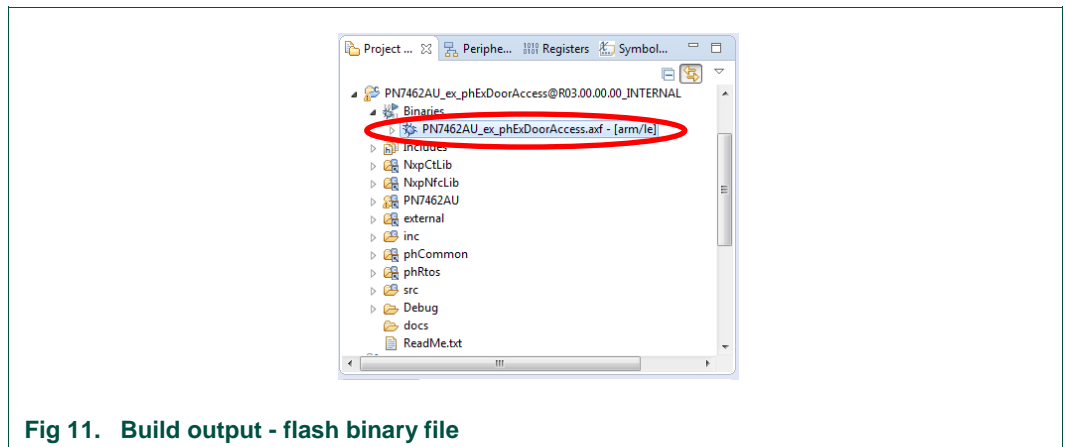 Project ... Periphe... Registers Symbol...
PN7462AU_ex_phExDoorAccess@R03.00.00.00_INTERNAL
Binaries
PN7462AU_ex_phExDoorAccess.axf - [arm/le]
Includes
NxpCtLib
NxpNfcLib
PN7462AU
external
inc
phCommon
phRtos
src
Debug
docs
ReadMe.txt
Fig 11. Build output - flash binary file